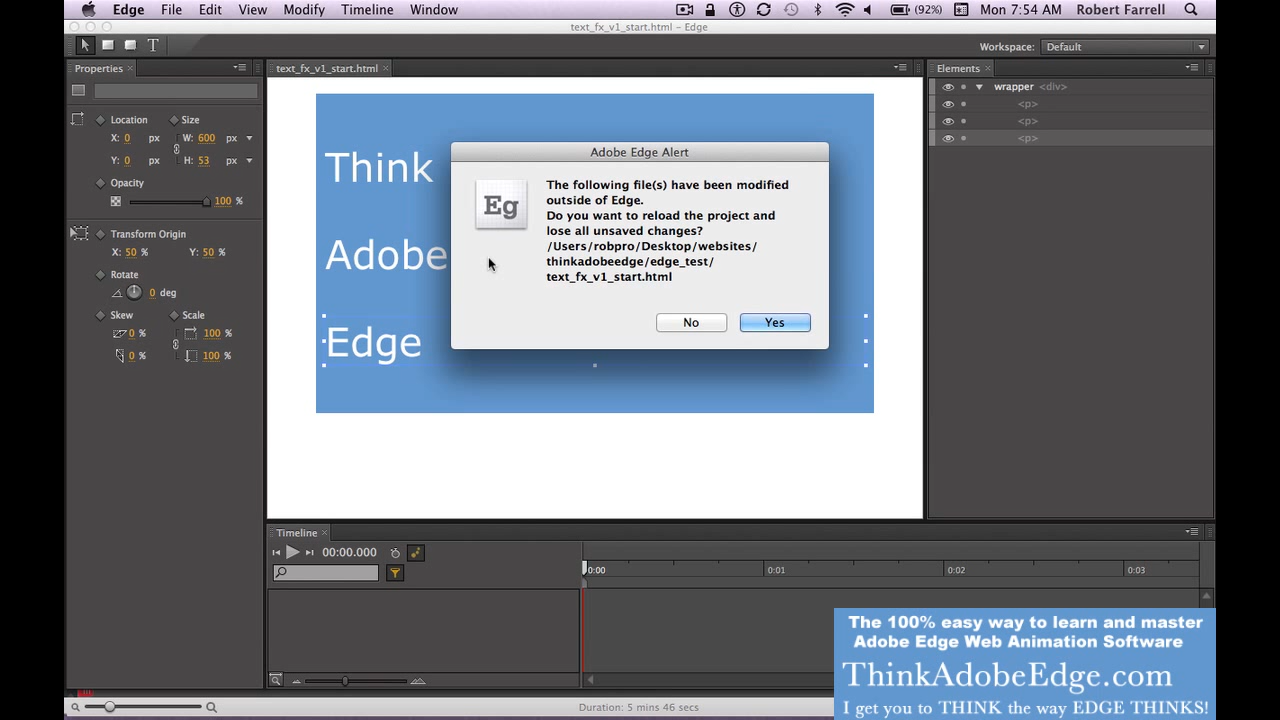 Edge File Edit View Modify Timeline Window (92%) Mon 7:54 AM Robert Farrell
text_fx_v1_start.html – Edge
T Workspace: Default
Properties × text_fx_v1_start.html × Elements ×
wrapper <div>
<p>
<p>
<p>
Location Size
X: 0 px W: 600 px
Y: 0 px H: 53 px
Opacity
100 %
Transform Origin
X: 50 % Y: 50 %
Rotate
0 deg
Skew Scale
0 % 100 %
0 % 100 %
Think
Adobe
Edge
Adobe Edge Alert
Eg
The following file(s) have been modified
outside of Edge.
Do you want to reload the project and
lose all unsaved changes?
/Users/robpro/Desktop/websites/
thinkadobeedge/edge_test/
text_fx_v1_start.html
No Yes
Timeline ×
00:00.000
0:00 0:01 0:02 0:03
The 100% easy way to learn and master
Adobe Edge Web Animation Software
ThinkAdobeEdge.com
I get you to THINK the way EDGE THINKS!
Duration: 5 mins 46 secs